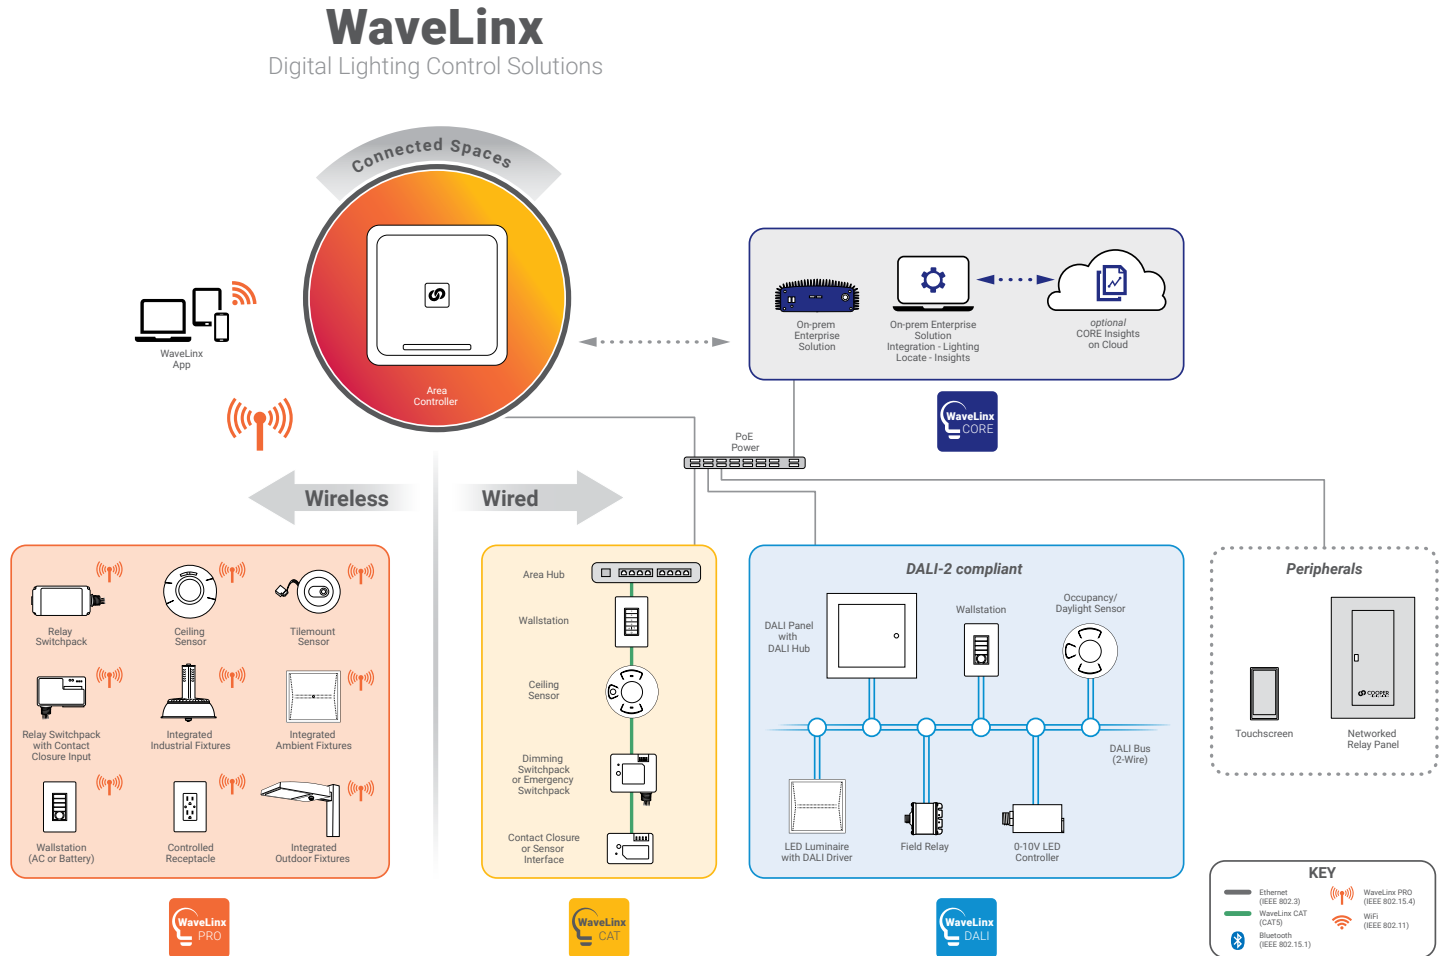 WaveLinx
Digital Lighting Control Solutions
Connected Spaces
WaveLinx
App
Area
Controller
On-prem
Enterprise
Solution
On-prem Enterprise
Solution
Integration - Lighting
Locate - Insights
optional
CORE Insights
on Cloud
WaveLinx
CORE
PoE
Power
Wireless
Wired
Relay
Switchpack
Ceiling
Sensor
Tilemount
Sensor
Relay Switchpack
with Contact
Closure Input
Integrated
Industrial Fixtures
Integrated
Ambient Fixtures
Wallstation
(AC or Battery)
Controlled
Receptacle
Integrated
Outdoor Fixtures
WaveLinx
PRO
Area Hub
Wallstation
Ceiling
Sensor
Dimming
Switchpack
or Emergency
Switchpack
Contact Closure
or Sensor
Interface
WaveLinx
CAT
DALI-2 compliant
DALI Panel
with
DALI Hub
Wallstation
Occupancy/
Daylight Sensor
DALI Bus
(2-Wire)
LED Luminaire
with DALI Driver
Field Relay
0-10V LED
Controller
WaveLinx
DALI
Peripherals
Touchscreen
COOPER
Networked
Relay Panel
KEY
Ethernet
(IEEE 802.3)
WaveLinx CAT
(CAT5)
Bluetooth
(IEEE 802.15.1)
WaveLinx PRO
(IEEE 802.15.4)
WiFi
(IEEE 802.11)